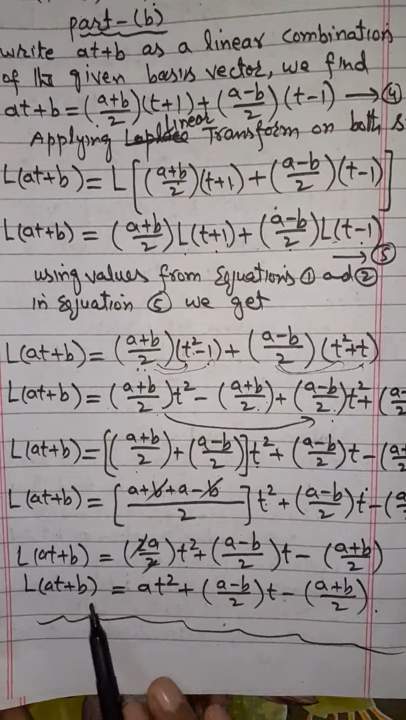 part-(b)
write at+b as a linear combination
of the given basis vector, we find
at+b = ((a+b)/2)(t+1) + ((a-b)/2)(t-1) → ④
linear
Applying Laplace Transform on both s
L(at+b) = L[((a+b)/2)(t+1) + ((a-b)/2)(t-1)]
L(at+b) = ((a+b)/2)L(t+1) + ((a-b)/2)L(t-1)
→ ⑤
using values from Equations ① and ②
in Equation ⑤ we get
L(at+b) = ((a+b)/2)(t²-1) + ((a-b)/2)(t²+t)
L(at+b) = ((a+b)/2)t² - ((a+b)/2) + ((a-b)/2)t² + (a-
L(at+b) = [((a+b)/2) + ((a-b)/2)]t² + ((a-b)/2)t - (a+
L(at+b) = [(a+b+a-b)/2]t² + ((a-b)/2)t - (a
L(at+b) = (2a/2)t² + ((a-b)/2)t - ((a+b)/2)
L(at+b) = at² + ((a-b)/2)t - ((a+b)/2).